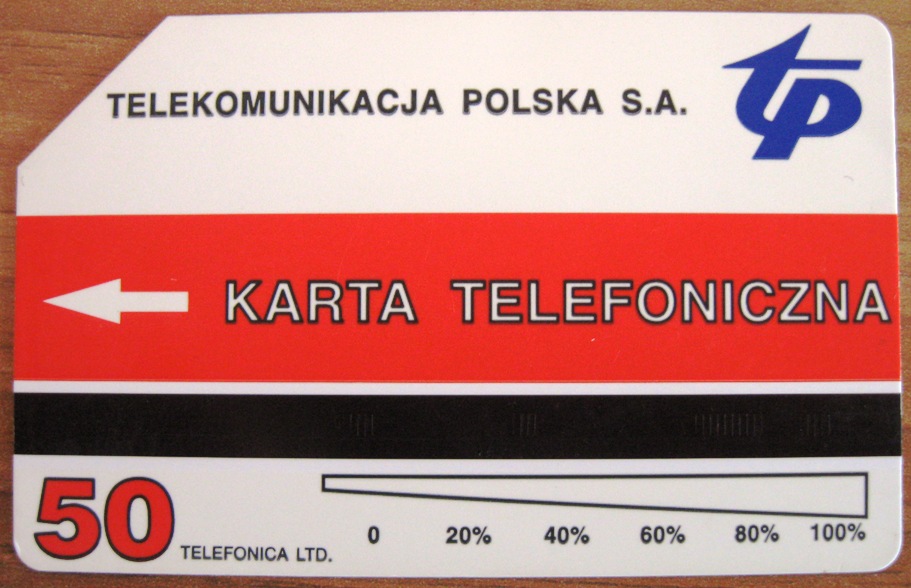 TELEKOMUNIKACJA POLSKA S.A.
tp
KARTA TELEFONICZNA
50 TELEFONICA LTD.
0 20% 40% 60% 80% 100%